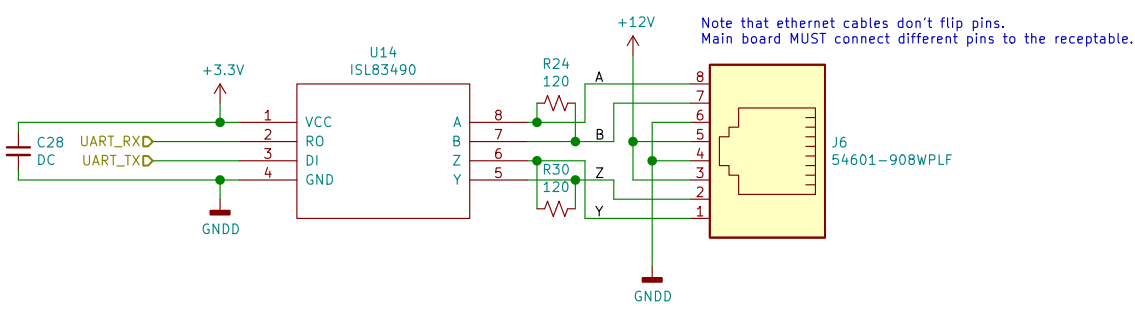 +12V
Note that ethernet cables don't flip pins.
Main board MUST connect different pins to the receptable.
U14
ISL83490
+3.3V
R24
120
A
8
7
1
VCC
A
8
6
C28
DC
UART_RX
2
RO
B
7
B
5
J6
UART_TX
3
DI
Z
6
4
54601-908WPLF
4
GND
Y
5
R30
120
Z
3
2
Y
1
GNDD
GNDD